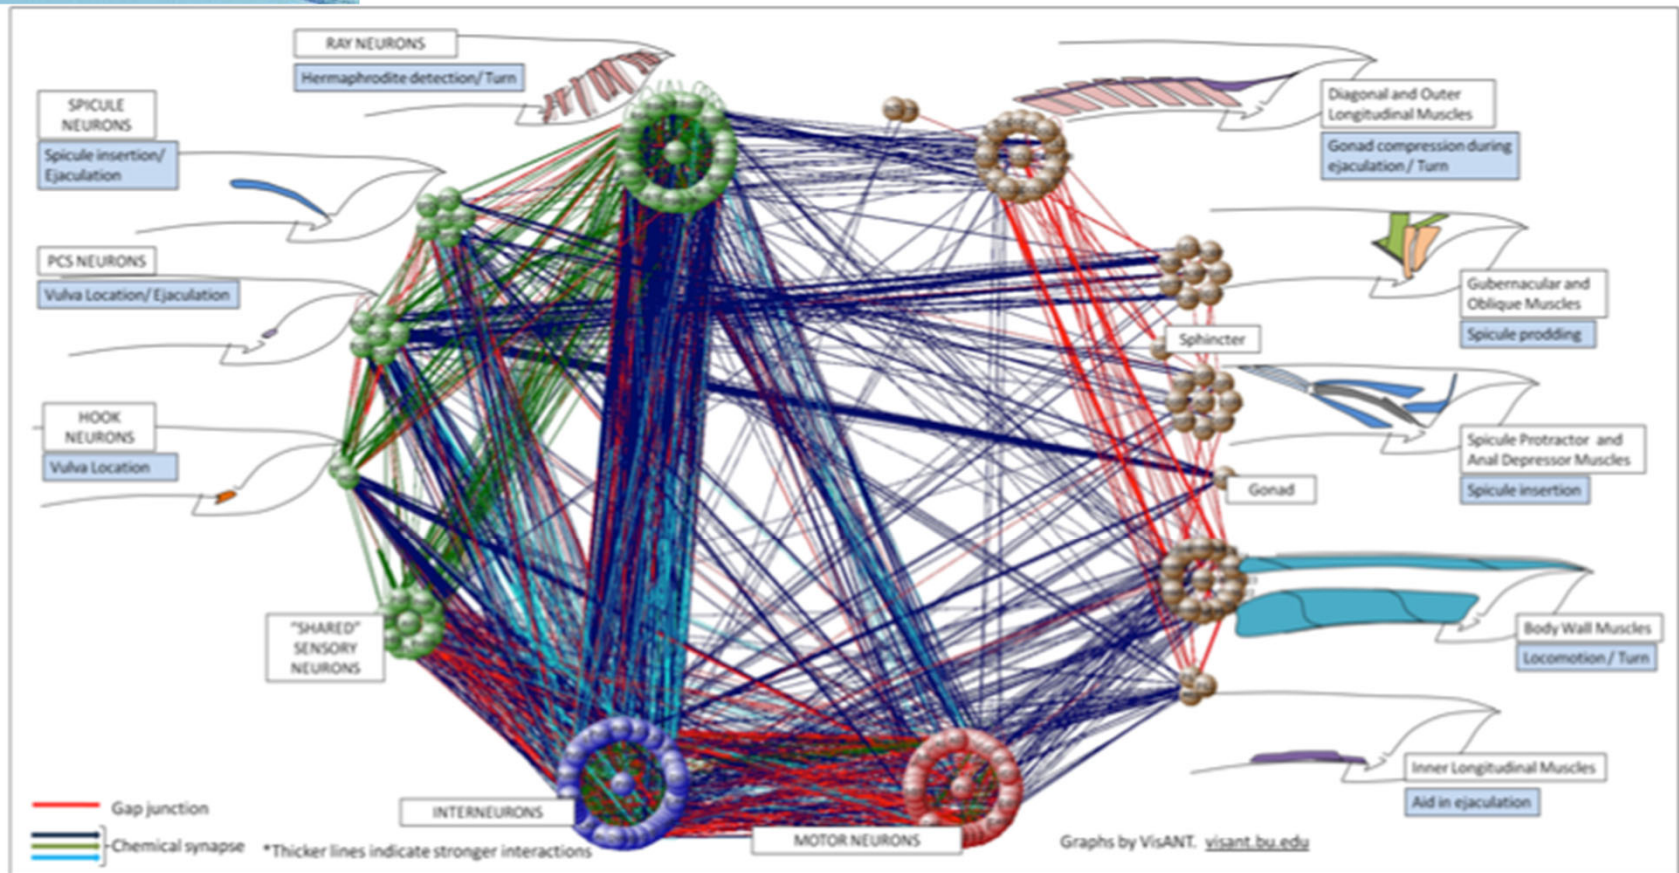 RAY NEURONS
Hermaphrodite detection/ Turn
SPICULE
NEURONS
Spicule insertion/
Ejaculation
PCS NEURONS
Vulva Location/ Ejaculation
HOOK
NEURONS
Vulva Location
"SHARED"
SENSORY
NEURONS
INTERNEURONS
MOTOR NEURONS
Diagonal and Outer
Longitudinal Muscles
Gonad compression during
ejaculation / Turn
Gubernacular and
Oblique Muscles
Spicule prodding
Sphincter
Spicule Protractor and
Anal Depressor Muscles
Spicule insertion
Gonad
Body Wall Muscles
Locomotion / Turn
Inner Longitudinal Muscles
Aid in ejaculation
Gap junction
Chemical synapse
*Thicker lines indicate stronger interactions
Graphs by VisANT. visant.bu.edu